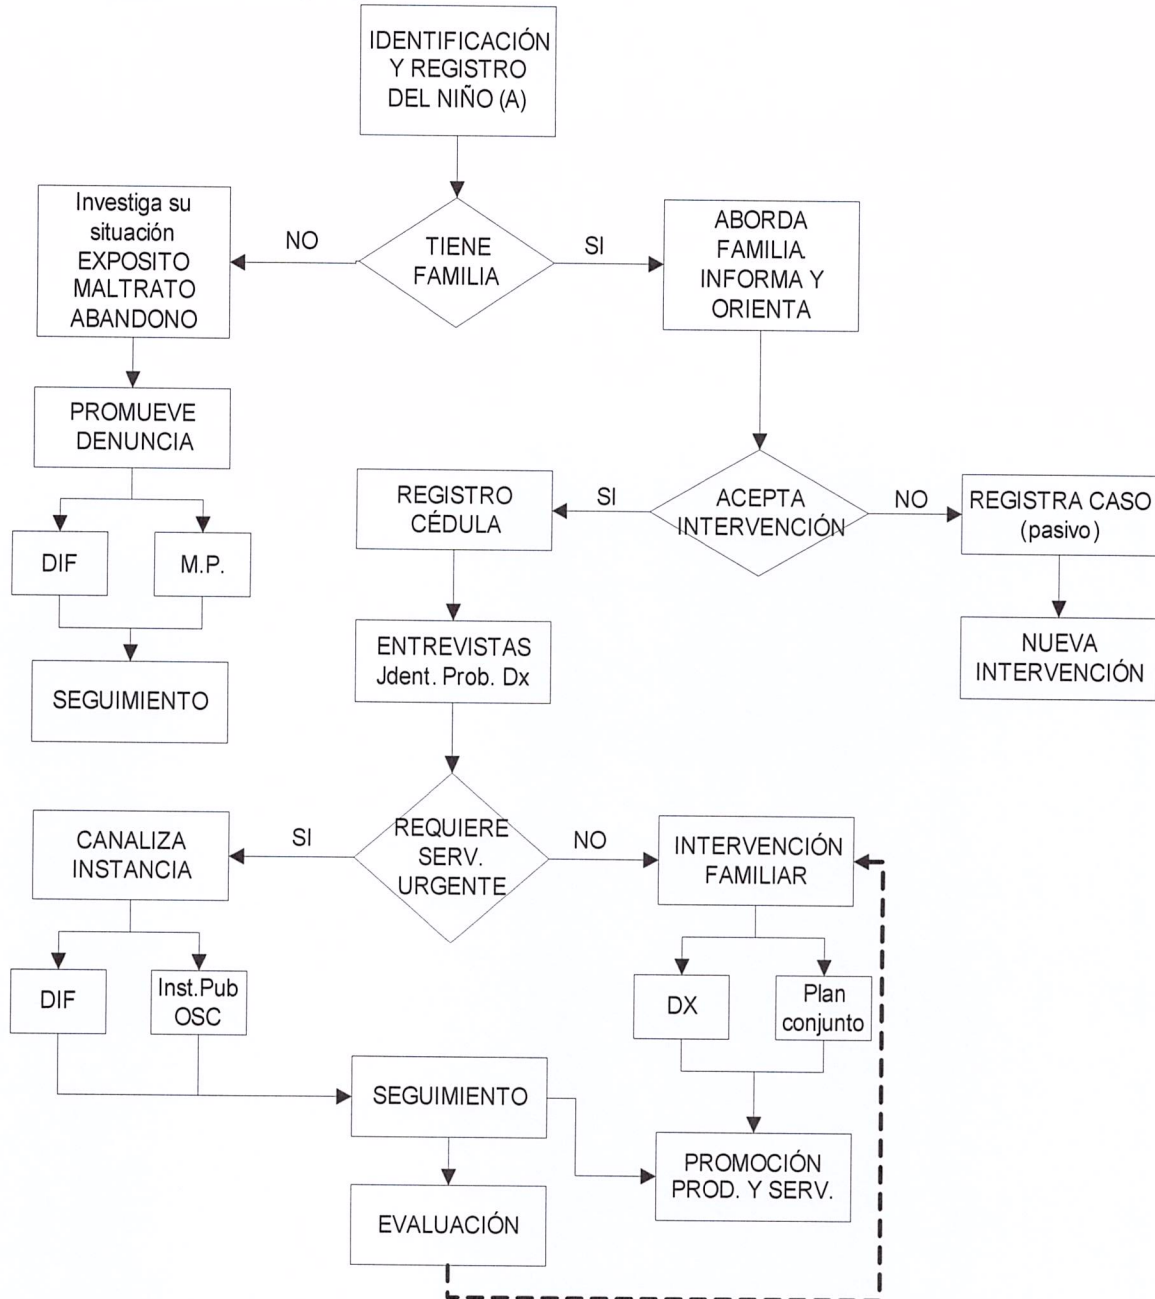 IDENTIFICACIÓN
Y REGISTRO
DEL NIÑO (A)
Investiga su
situación
EXPOSITO
MALTRATO
ABANDONO
NO
TIENE
FAMILIA
SI
ABORDA
FAMILIA.
INFORMA Y
ORIENTA
PROMUEVE
DENUNCIA
DIF
M.P.
SEGUIMIENTO
REGISTRO
CÉDULA
SI
ACEPTA
INTERVENCIÓN
NO
REGISTRA CASO
(pasivo)
NUEVA
INTERVENCIÓN
ENTREVISTAS
Jdent. Prob. Dx
CANALIZA
INSTANCIA
SI
REQUIERE
SERV.
URGENTE
NO
INTERVENCIÓN
FAMILIAR
DIF
Inst.Pub
OSC
DX
Plan
conjunto
SEGUIMIENTO
PROMOCIÓN
PROD. Y SERV.
EVALUACIÓN